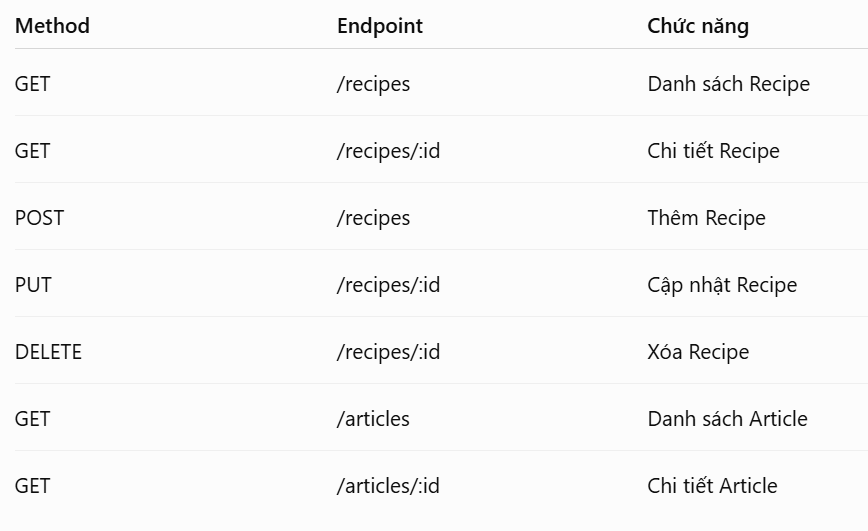 Method Endpoint Chức năng
GET /recipes Danh sách Recipe
GET /recipes/:id Chi tiết Recipe
POST /recipes Thêm Recipe
PUT /recipes/:id Cập nhật Recipe
DELETE /recipes/:id Xóa Recipe
GET /articles Danh sách Article
GET /articles/:id Chi tiết Article